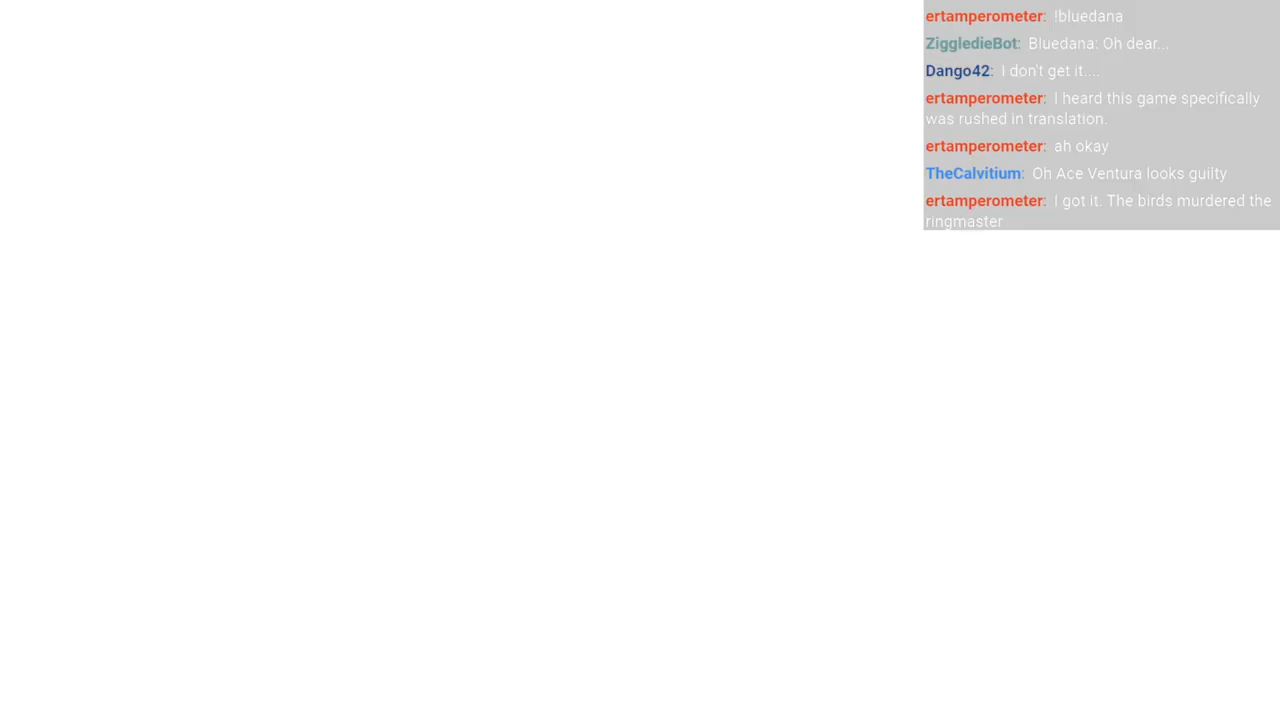 ertamperometer: !bluedana
ZiggledieBot: Bluedana: Oh dear...
Dango42: I don't get it....
ertamperometer: I heard this game specifically
was rushed in translation.
ertamperometer: ah okay
TheCalvitium: Oh Ace Ventura looks guilty
ertamperometer: I got it. The birds murdered the
ringmaster